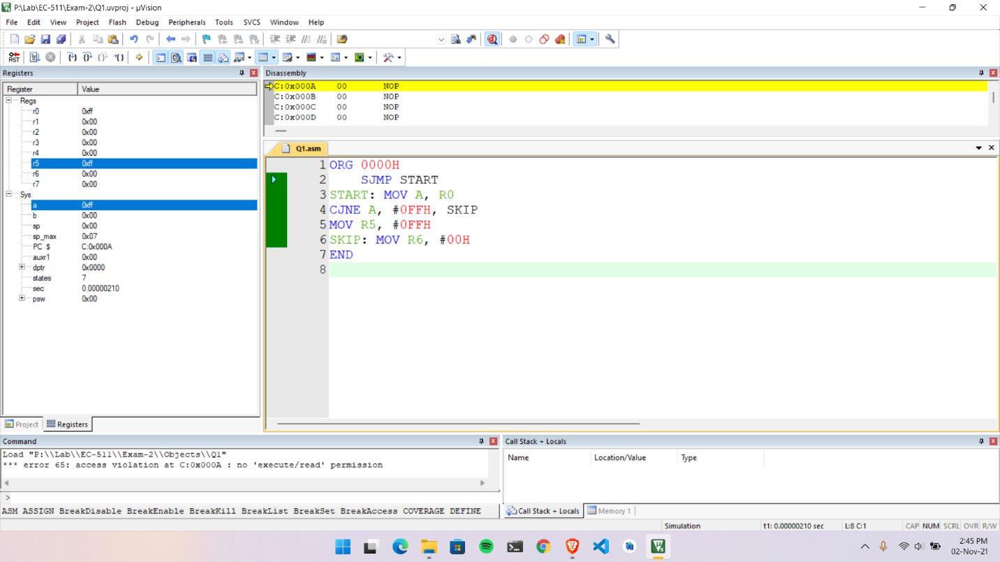 P:\Lab\EC-511\Exam-2\Q1.uvproj - µVision
File Edit View Project Flash Debug Peripherals Tools SVCS Window Help
RST
Registers
Register Value
Regs
r0 0xff
r1 0x00
r2 0x00
r3 0x00
r4 0x00
r5 0xff
r6 0x00
r7 0x00
Sys
a 0xff
b 0x00
sp 0x00
sp_max 0x07
PC $ C:0x000A
auxr1 0x00
dptr 0x0000
states 7
sec 0.00000210
psw 0x00
Project Registers
Disassembly
C:0x000A 00 NOP
C:0x000B 00 NOP
C:0x000C 00 NOP
C:0x000D 00 NOP
Q1.asm
1 ORG 0000H
2 SJMP START
3 START: MOV A, R0
4 CJNE A, #0FFH, SKIP
5 MOV R5, #0FFH
6 SKIP: MOV R6, #00H
7 END
8
Command
Load "P:\\Lab\\EC-511\\Exam-2\\Objects\\Q1"
*** error 65: access violation at C:0x000A : no 'execute/read' permission
>
ASM ASSIGN BreakDisable BreakEnable BreakKill BreakList BreakSet BreakAccess COVERAGE DEFINE
Call Stack + Locals
Name Location/Value Type
Call Stack + Locals Memory 1
Simulation t1: 0.00000210 sec L:8 C:1 CAP NUM SCRL OVR R/W
2:45 PM
02-Nov-21